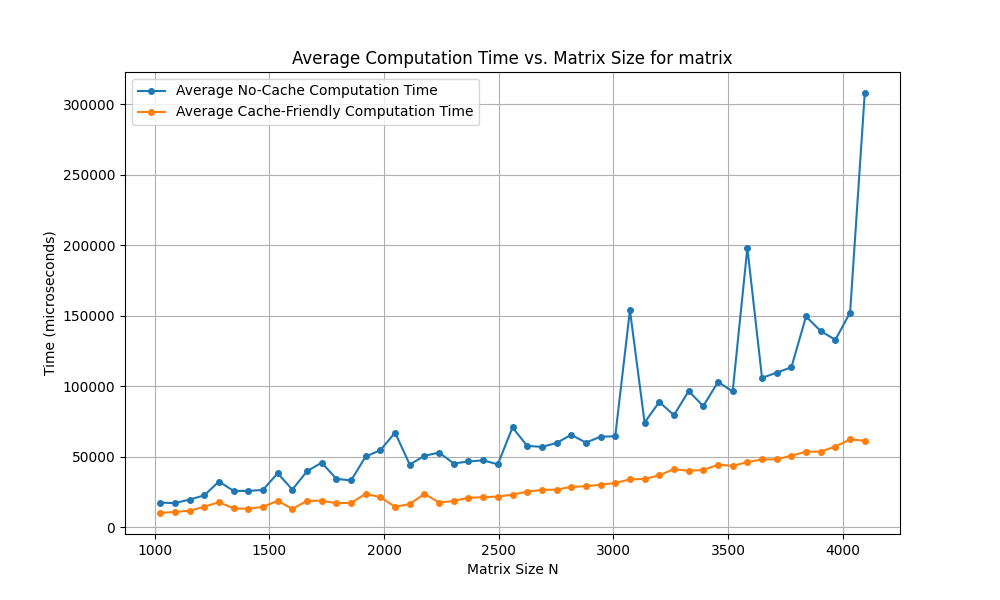 Average Computation Time vs. Matrix Size for matrix
Average No-Cache Computation Time
Average Cache-Friendly Computation Time
300000
250000
200000
150000
100000
50000
0
Time (microseconds)
1000 1500 2000 2500 3000 3500 4000
Matrix Size N